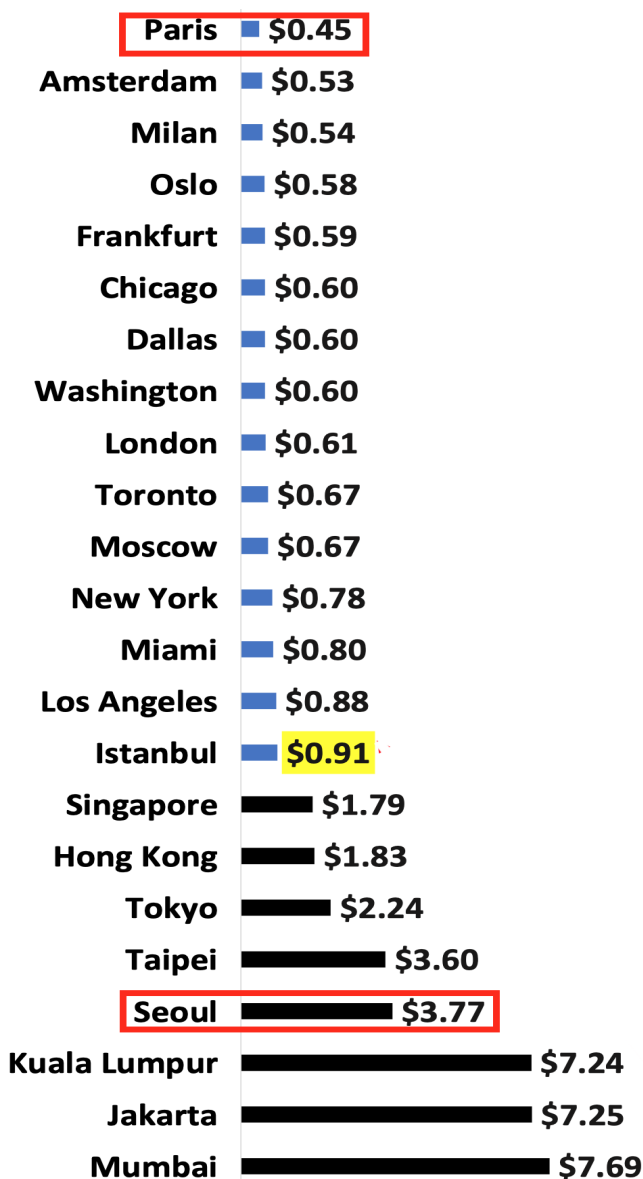 Paris $0.45
Amsterdam $0.53
Milan $0.54
Oslo $0.58
Frankfurt $0.59
Chicago $0.60
Dallas $0.60
Washington $0.60
London $0.61
Toronto $0.67
Moscow $0.67
New York $0.78
Miami $0.80
Los Angeles $0.88
Istanbul $0.91
Singapore $1.79
Hong Kong $1.83
Tokyo $2.24
Taipei $3.60
Seoul $3.77
Kuala Lumpur $7.24
Jakarta $7.25
Mumbai $7.69